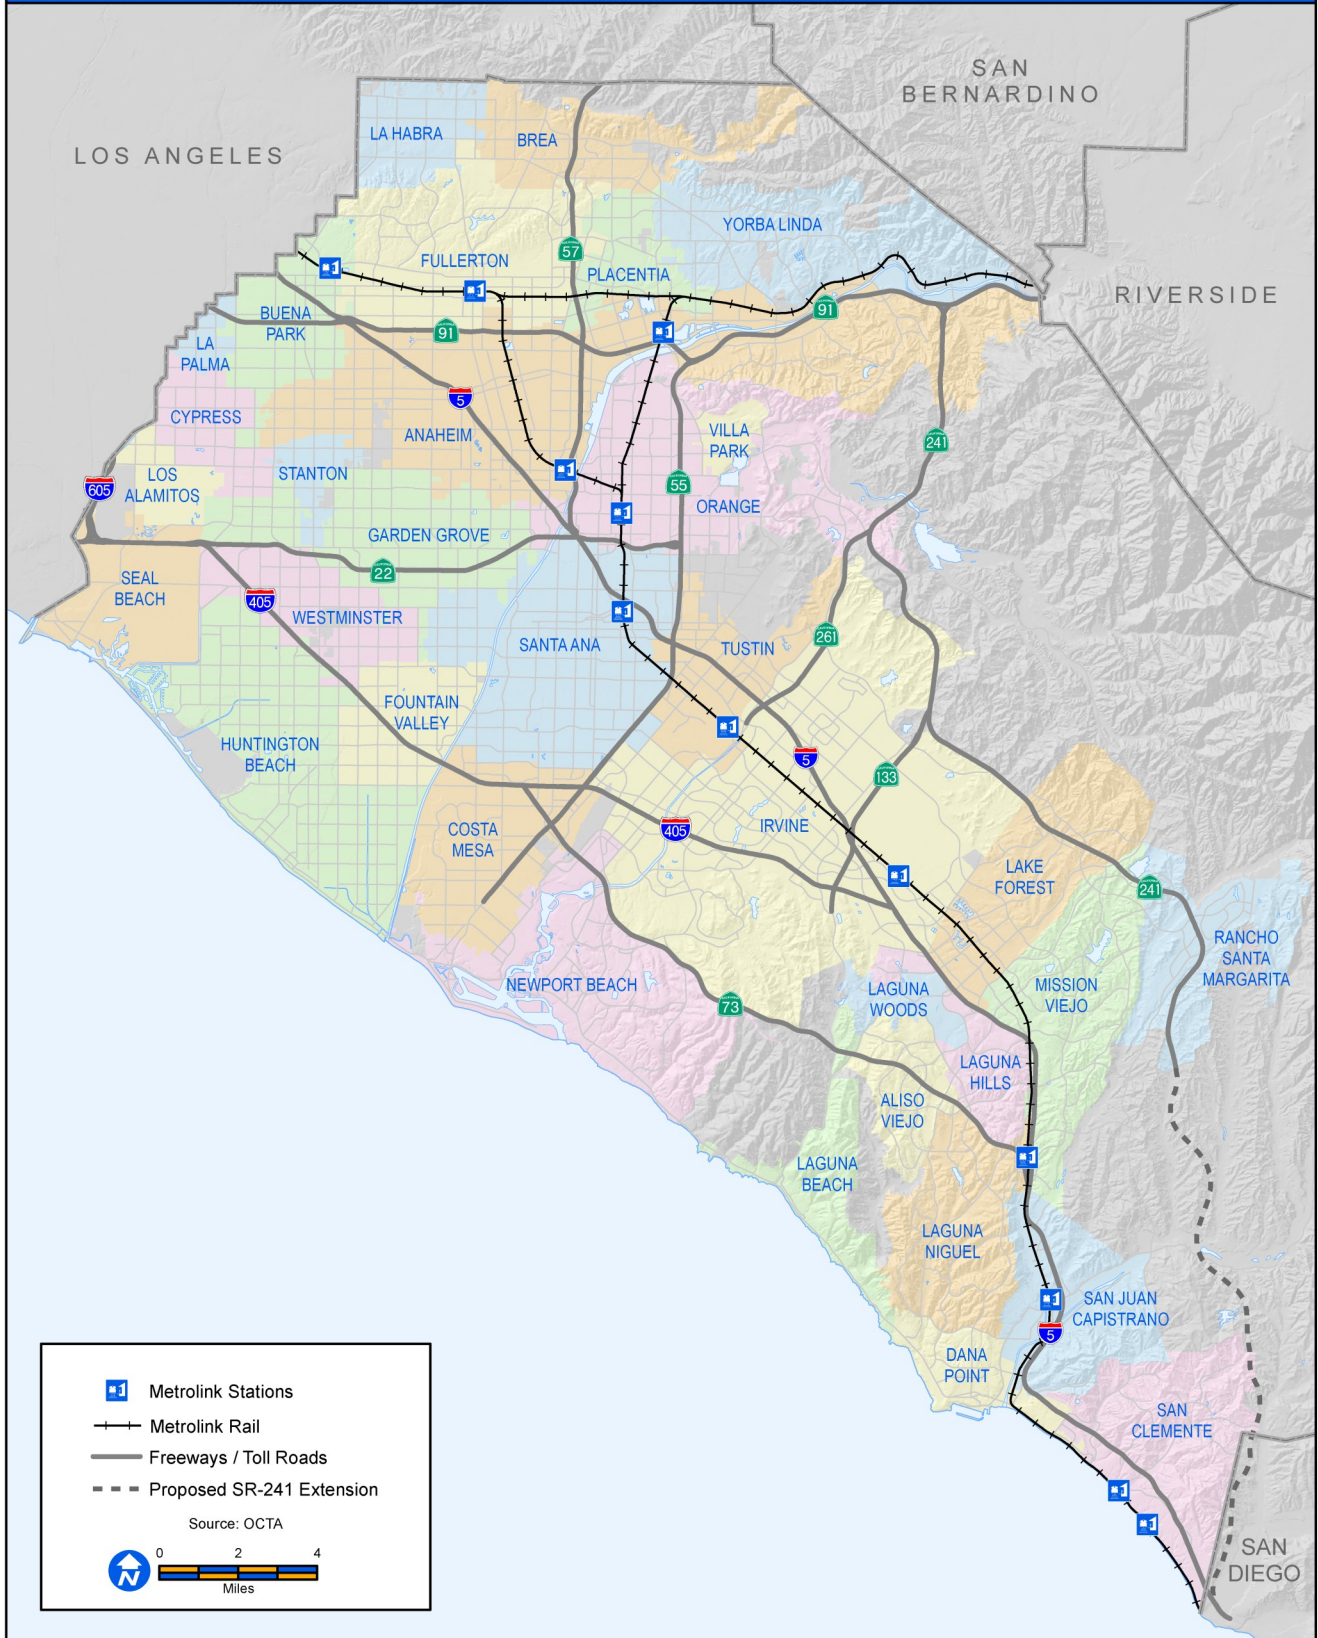 SAN
BERNARDINO
LOS ANGELES
LA HABRA
BREA
YORBA LINDA
57
FULLERTON
PLACENTIA
RIVERSIDE
91
BUENA
PARK
91
LA
PALMA
5
CYPRESS
ANAHEIM
VILLA
PARK
241
STANTON
LOS
ALAMITOS
605
55
ORANGE
GARDEN GROVE
22
SEAL
BEACH
405
WESTMINSTER
SANTA ANA
261
TUSTIN
FOUNTAIN
VALLEY
HUNTINGTON
BEACH
5
133
COSTA
MESA
405
IRVINE
LAKE
FOREST
241
RANCHO
SANTA
MARGARITA
NEWPORT BEACH
73
LAGUNA
WOODS
MISSION
VIEJO
LAGUNA
HILLS
ALISO
VIEJO
LAGUNA
BEACH
LAGUNA
NIGUEL
SAN JUAN
CAPISTRANO
5
DANA
POINT
SAN
CLEMENTE
SAN
DIEGO
Metrolink Stations
Metrolink Rail
Freeways / Toll Roads
Proposed SR-241 Extension
Source: OCTA
N
0 2 4
Miles